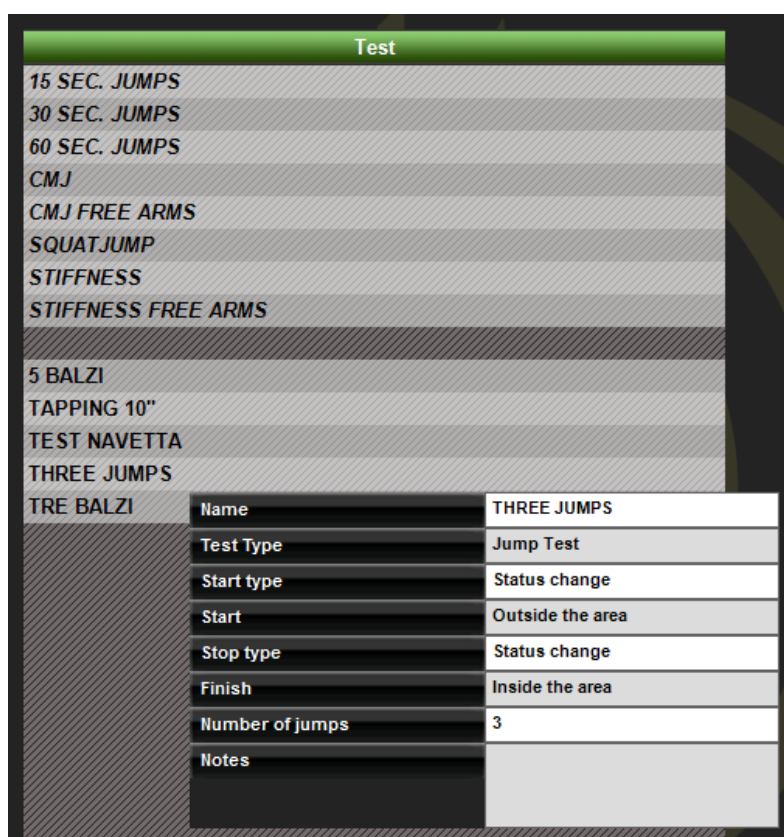 Test
15 SEC. JUMPS
30 SEC. JUMPS
60 SEC. JUMPS
CMJ
CMJ FREE ARMS
SQUATJUMP
STIFFNESS
STIFFNESS FREE ARMS
5 BALZI
TAPPING 10"
TEST NAVETTA
THREE JUMPS
TRE BALZI
Name THREE JUMPS
Test Type Jump Test
Start type Status change
Start Outside the area
Stop type Status change
Finish Inside the area
Number of jumps 3
Notes